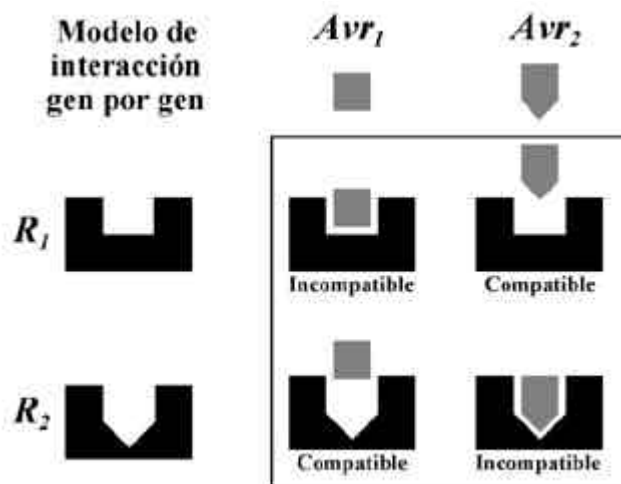 Modelo de
interacción
gen por gen
Avr1
Avr2
R1
Incompatible
Compatible
R2
Compatible
Incompatible